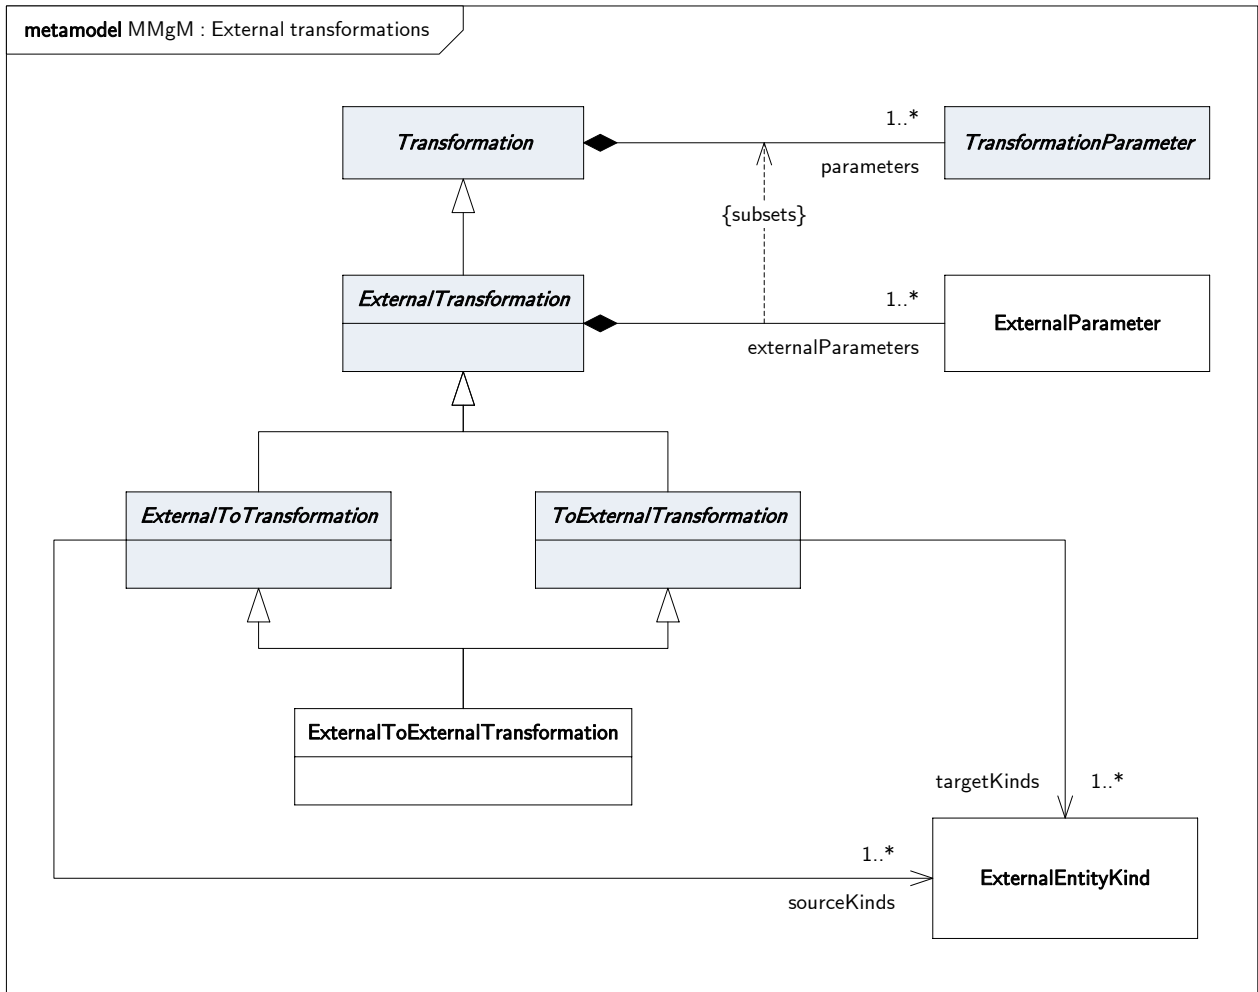 metamodel MMgM : External transformations
1..*
Transformation
TransformationParameter
parameters
{subsets}
1..*
ExternalTransformation
ExternalParameter
externalParameters
ExternalToTransformation
ToExternalTransformation
ExternalToExternalTransformation
targetKinds
1..*
1..*
ExternalEntityKind
sourceKinds